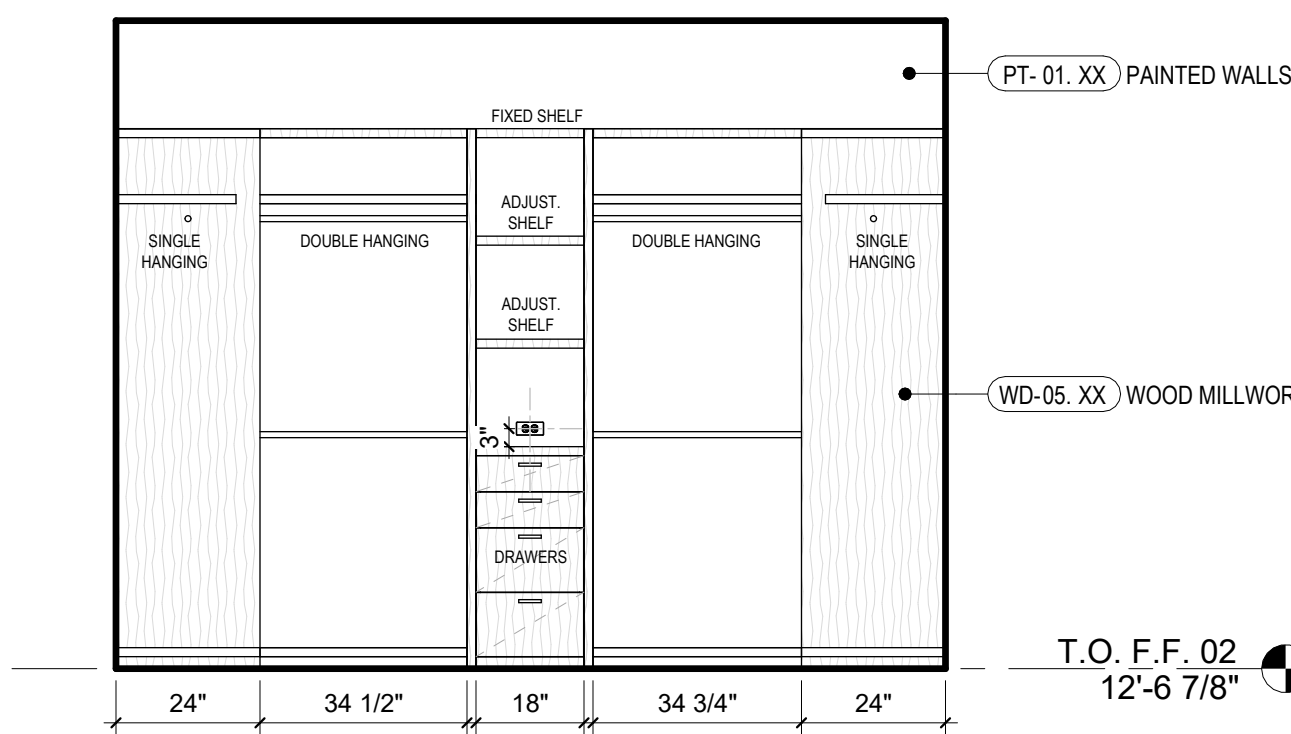 PT- 01. XX PAINTED WALLS
FIXED SHELF
ADJUST.
SHELF
SINGLE
HANGING
DOUBLE HANGING
DOUBLE HANGING
SINGLE
HANGING
ADJUST.
SHELF
WD-05. XX WOOD MILLWOR
3"
DRAWERS
T.O. F.F. 02
12'-6 7/8"
24" 34 1/2" 18" 34 3/4" 24"